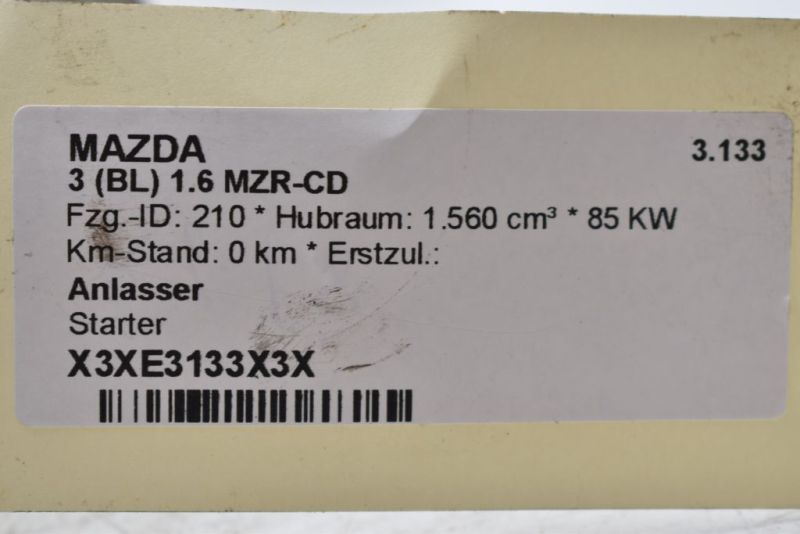 MAZDA 3.133
3 (BL) 1.6 MZR-CD
Fzg.-ID: 210 * Hubraum: 1.560 cm³ * 85 KW
Km-Stand: 0 km * Erstzul.:
Anlasser
Starter
X3XE3133X3X